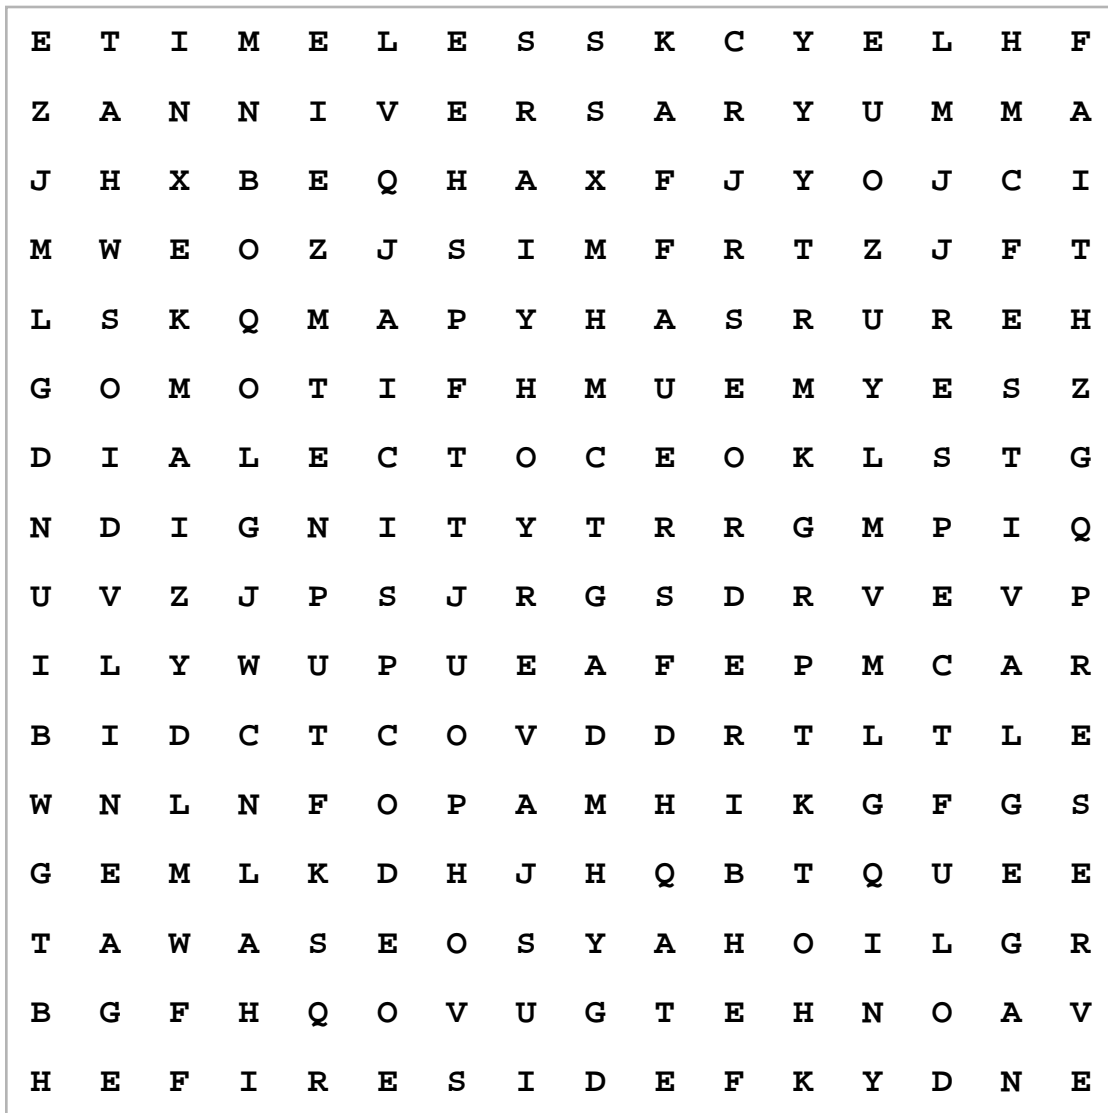 E T I M E L E S S K C Y E L H F
Z A N N I V E R S A R Y U M M A
J H X B E Q H A X F J Y O J C I
M W E O Z J S I M F R T Z J F T
L S K Q M A P Y H A S R U R E H
G O M O T I F H M U E M Y E S Z
D I A L E C T O C E O K L S T G
N D I G N I T Y T R R G M P I Q
U V Z J P S J R G S D R V E V P
I L Y W U P U E A F E P M C A R
B I D C T C O V D D R T L T L E
W N L N F O P A M H I K G F G S
G E M L K D H J H Q B T Q U E E
T A W A S E O S Y A H O I L G R
B G F H Q O V U G T E H N O A V
H E F I R E S I D E F K Y D N E